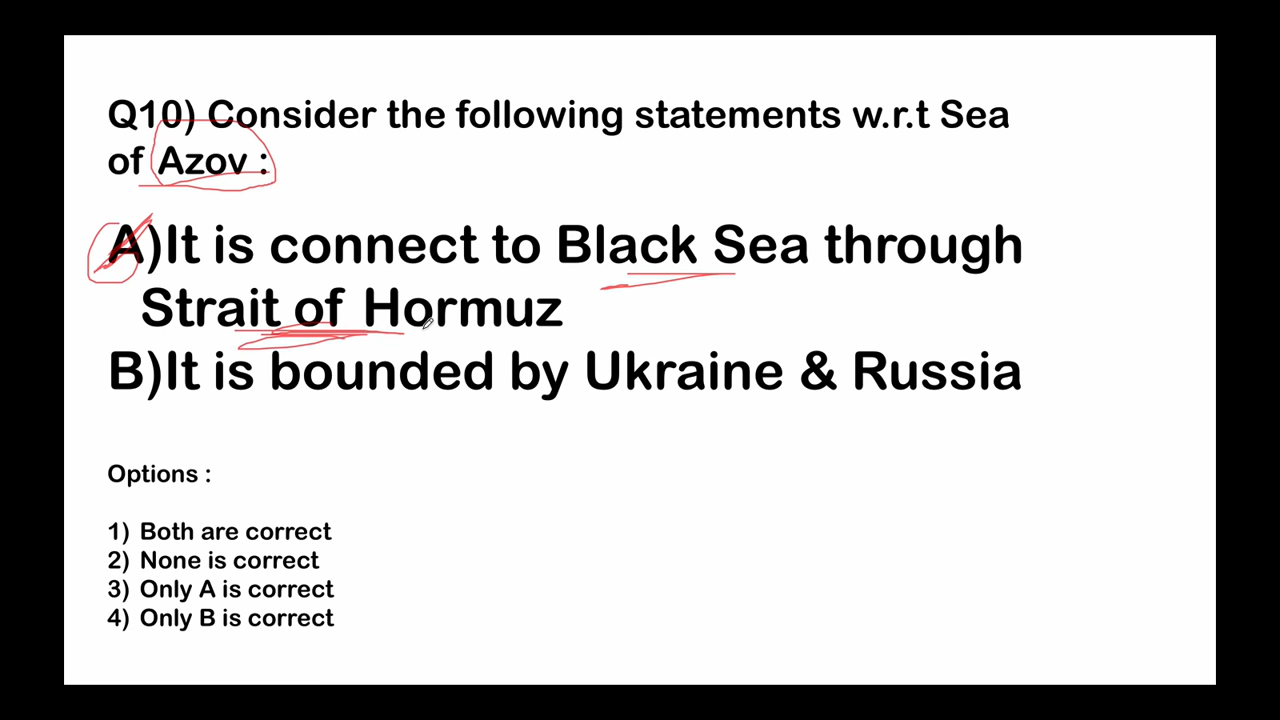 Q10) Consider the following statements w.r.t Sea
of Azov :
A)It is connect to Black Sea through
Strait of Hormuz
B)It is bounded by Ukraine & Russia
Options :
1) Both are correct
2) None is correct
3) Only A is correct
4) Only B is correct